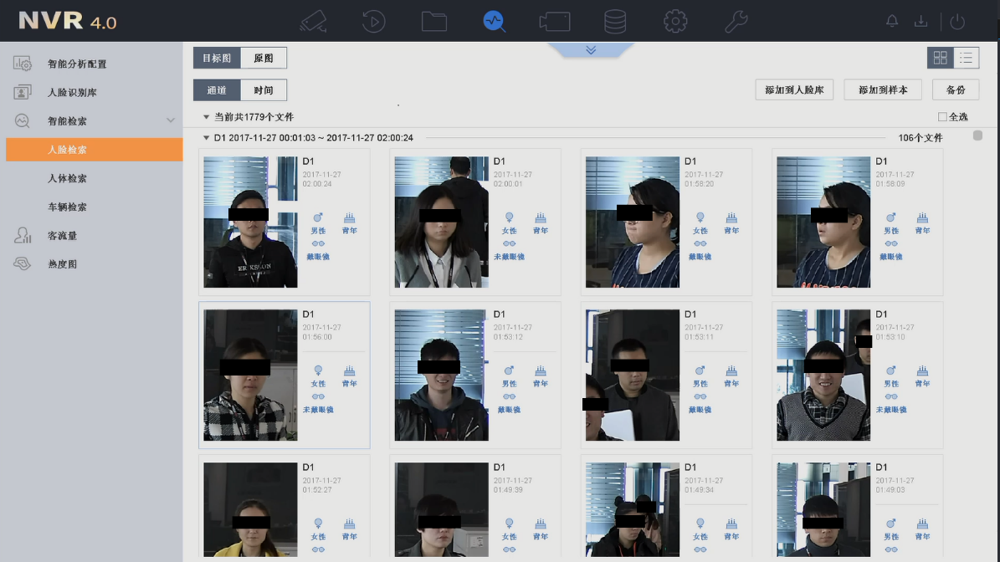 NVR 4.0
智能分析配置
人脸识别库
智能检索
人脸检索
人体检索
车辆检索
客流量
热度图
目标图 原图
通道 时间
添加到人脸库 添加到样本 备份
当前共1779个文件
全选
D1 2017-11-27 00:01:03 ~ 2017-11-27 02:00:24
106个文件
D1
2017-11-27
02:00:24
男性 青年
戴眼镜
ERIKSSON
D1
2017-11-27
02:00:01
女性 青年
未戴眼镜
D1
2017-11-27
01:58:20
女性 青年
戴眼镜
D1
2017-11-27
01:58:09
男性 青年
戴眼镜
D1
2017-11-27
01:56:00
女性 青年
未戴眼镜
D1
2017-11-27
01:53:12
男性 青年
戴眼镜
D1
2017-11-27
01:53:11
男性 青年
戴眼镜
D1
2017-11-27
01:53:10
男性 青年
未戴眼镜
D1
2017-11-27
01:52:27
女性 青年
D1
2017-11-27
01:49:39
女性 青年
D1
2017-11-27
01:49:34
女性 青年
D1
2017-11-27
01:49:03
男性 青年